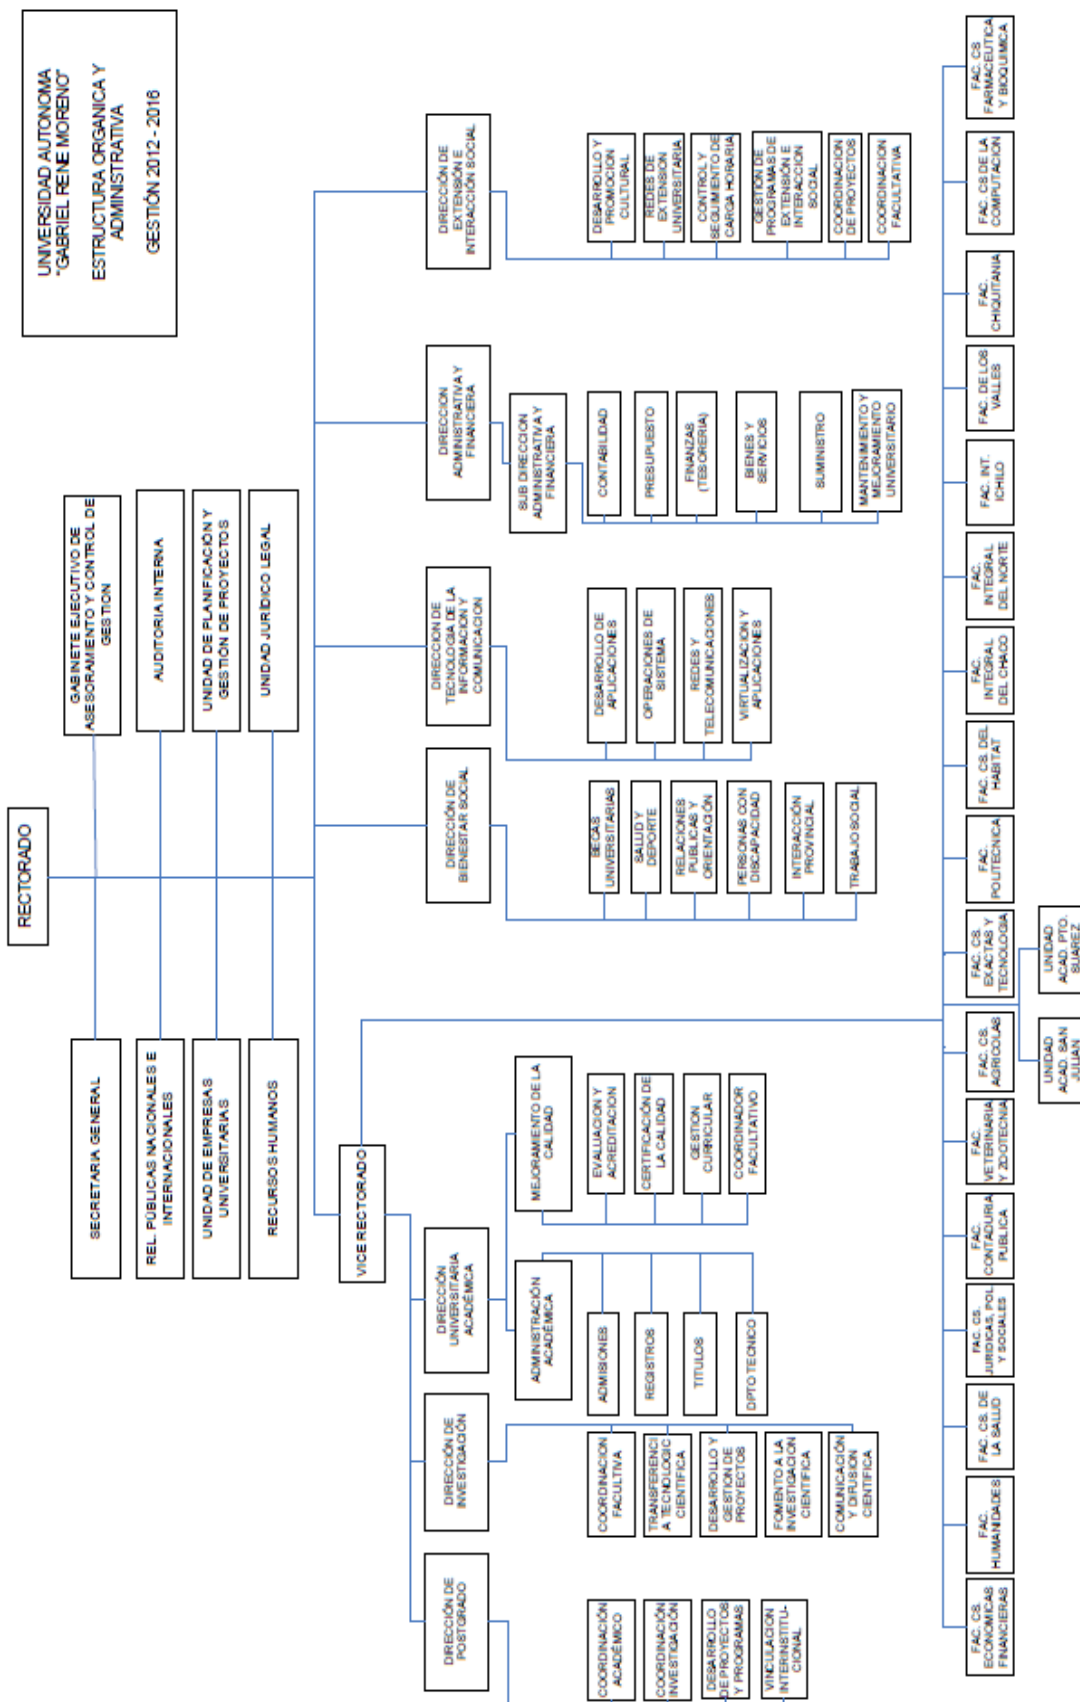 UNIVERSIDAD AUTONOMA
"GABRIEL RENE MORENO"
ESTRUCTURA ORGANICA Y
ADMINISTRATIVA
GESTIÓN 2012 - 2016
RECTORADO
SECRETARIA GENERAL
GABINETE EJECUTIVO DE
ASESORAMIENTO Y CONTROL DE
GESTION
REL. PÚBLICAS NACIONALES E
INTERNACIONALES
AUDITORIA INTERNA
UNIDAD DE EMPRESAS
UNIVERSITARIAS
UNIDAD DE PLANIFICACIÓN Y
GESTIÓN DE PROYECTOS
RECURSOS HUMANOS
UNIDAD JURÍDICO LEGAL
VICE RECTORADO
DIRECCIÓN DE
POSTGRADO
DIRECCIÓN DE
INVESTIGACIÓN
DIRECCIÓN
UNIVERSITARIA
ACADÉMICA
DIRECCIÓN DE
BIENESTAR SOCIAL
DIRECCION DE
TECNOLOGIA DE LA
INFORMACION Y
COMUNICACION
DIRECCION
ADMINISTRATIVA Y
FINANCIERA
DIRECCIÓN DE
EXTENSIÓN E
INTERACCIÓN SOCIAL
ADMINISTRACIÓN
ACADÉMICA
MEJORAMIENTO DE LA
CALIDAD
SUB DIRECCION
ADMINISTRATIVA Y
FINANCIERA
COORDINACIÓN
ACADÉMICO
COORDINACIÓN
INVESTIGACIÓN
DESARROLLO
DE PROYECTOS
Y PROGRAMAS
VINCULACION
INTERINSTITU-
CIONAL
COORDINACION
FACULTIVA
TRANSFERENCI
A TECNOLOGIC
CIENTIFICA
DESARROLLO Y
GESTION DE
PROYECTOS
FOMENTO A LA
INVESTIGACION
CIENTIFICA
COMUNICACIÓN
Y DIFUSION
CIENTIFICA
ADMISIONES
REGISTROS
TITULOS
DPTO TECNICO
EVALUACION Y
ACREDITACION
CERTIFICACIÓN DE
LA CALIDAD
GESTION
CURRICULAR
COORDINADOR
FACULTATIVO
BECAS
UNIVERSITARIAS
SALUD Y
DEPORTE
RELACIONES
PUBLICAS Y
ORIENTACIÓN
PERSONAS CON
DISCAPACIDAD
INTERACCIÓN
PROVINCIAL
TRABAJO SOCIAL
DESARROLLO DE
APLICACIONES
OPERACIONES DE
SISTEMA
REDES Y
TELECOMUNICACIONES
VIRTUALIZACION Y
APLICACIONES
CONTABILIDAD
PRESUPUESTO
FINANZAS
(TESORERIA)
BIENES Y
SERVICIOS
SUMINISTRO
MANTENIMIENTO Y
MEJORAMIENTO
UNIVERSITARIO
DESARROLLO Y
PROMOCION
CULTURAL
REDES DE
EXTENSION
UNIVERSITARIA
CONTROL Y
SEGUIMIENTO DE
CARGA HORARIA
GESTIÓN DE
PROGRAMAS DE
EXTENSIÓN E
INTERACCION
SOCIAL
COORDINACION
DE PROYECTOS
COORDINACION
FACULTATIVA
FAC. CS.
ECONOMICAS
FINANCIERAS
FAC.
HUMANIDADES
FAC. CS. DE
LA SALUD
FAC. CS.
JURIDICAS, POL.
Y SOCIALES
FAC.
CONTADURIA
PUBLICA
FAC.
VETERINARIA
Y ZOOTECNIA
FAC. CS.
AGRICOLAS
FAC. CS.
EXACTAS Y
TECNOLOGIA
FAC.
POLITECNICA
FAC. CS. DEL
HABITAT
FAC.
INTEGRAL
DEL CHACO
FAC.
INTEGRAL
DEL NORTE
FAC. INT.
ICHILO
FAC. DE LOS
VALLES
FAC.
CHIQUITANIA
FAC. CS DE LA
COMPUTACION
FAC. CS
FARMACEUTICA
Y BIOQUIMICA
UNIDAD
ACAD. SAN
JULIAN
UNIDAD
ACAD. PTO.
SUAREZ